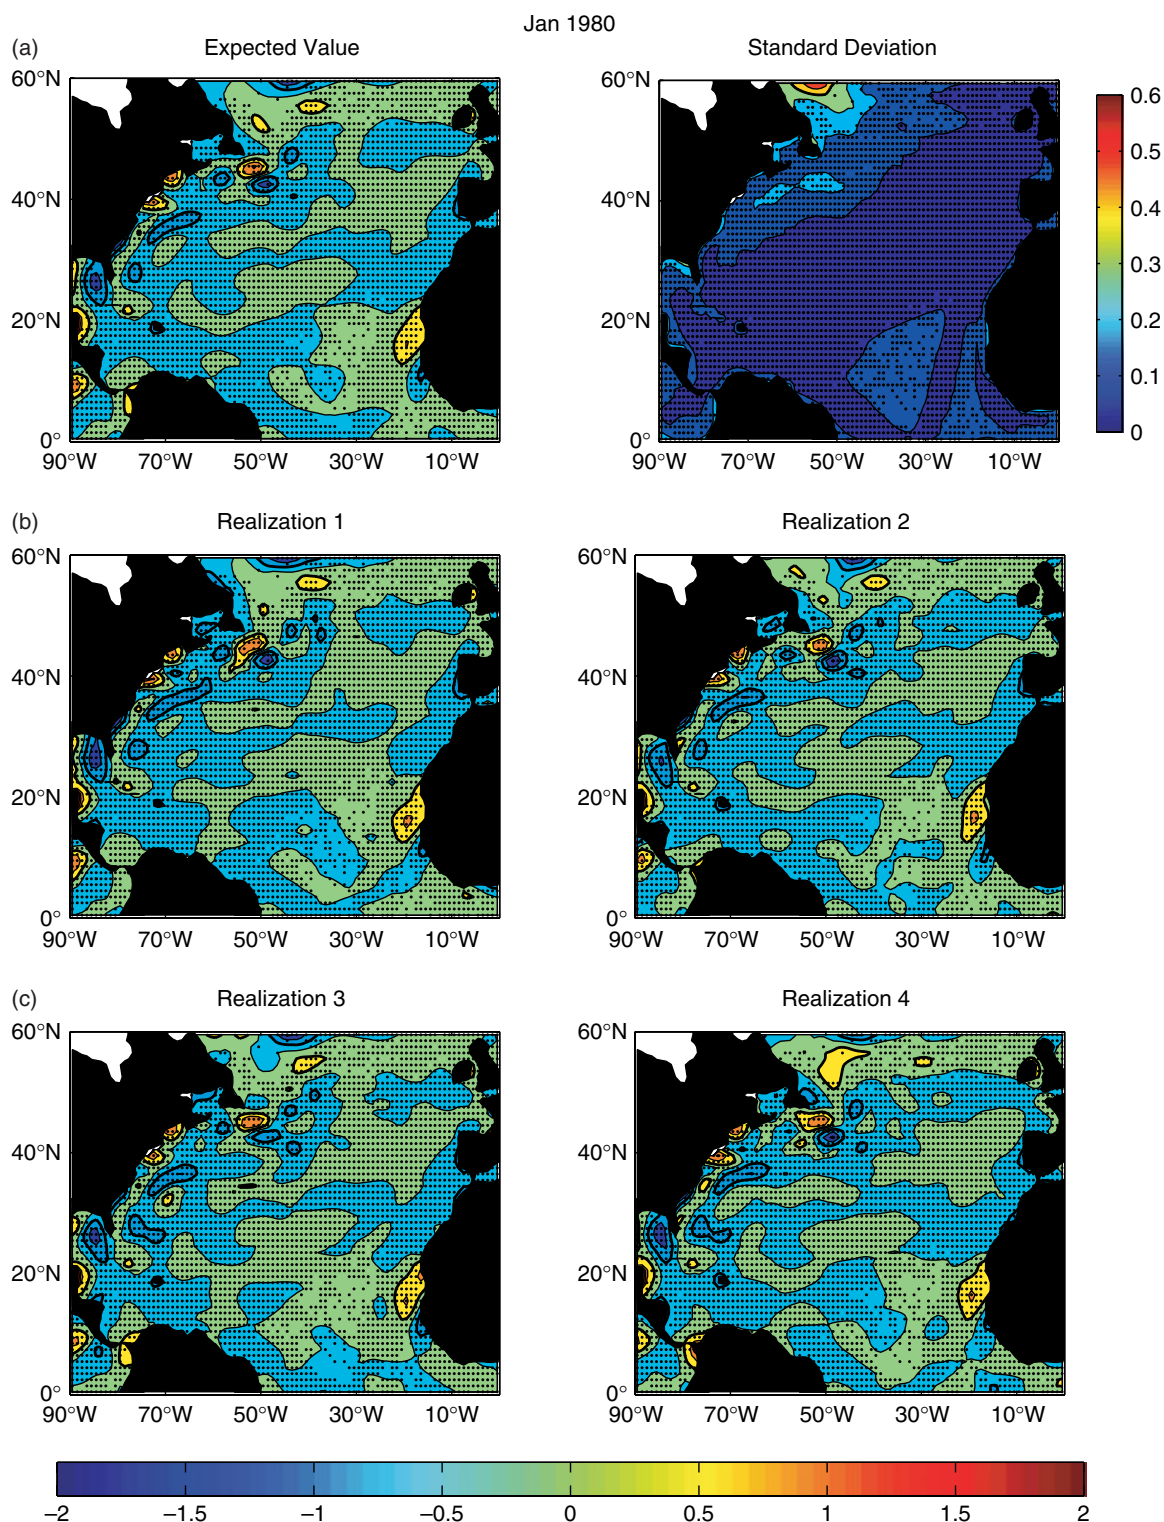 Jan 1980
(a)
Expected Value
Standard Deviation
60°N
40°N
20°N
0°
90°W 70°W 50°W 30°W 10°W
60°N
40°N
20°N
0°
90°W 70°W 50°W 30°W 10°W
0.6
0.5
0.4
0.3
0.2
0.1
0
(b)
Realization 1
Realization 2
60°N
40°N
20°N
0°
90°W 70°W 50°W 30°W 10°W
60°N
40°N
20°N
0°
90°W 70°W 50°W 30°W 10°W
(c)
Realization 3
Realization 4
60°N
40°N
20°N
0°
90°W 70°W 50°W 30°W 10°W
60°N
40°N
20°N
0°
90°W 70°W 50°W 30°W 10°W
−2 −1.5 −1 −0.5 0 0.5 1 1.5 2